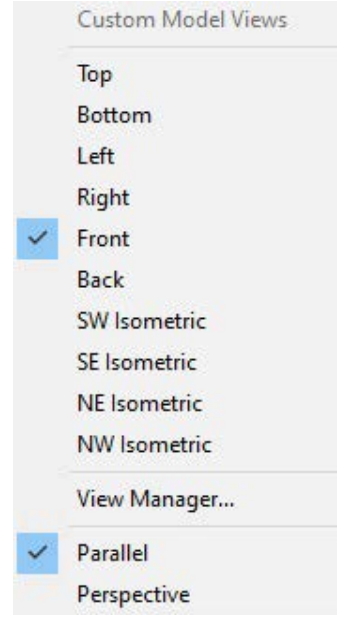 Custom Model Views
Top
Bottom
Left
Right
Front
Back
SW Isometric
SE Isometric
NE Isometric
NW Isometric
View Manager...
Parallel
Perspective